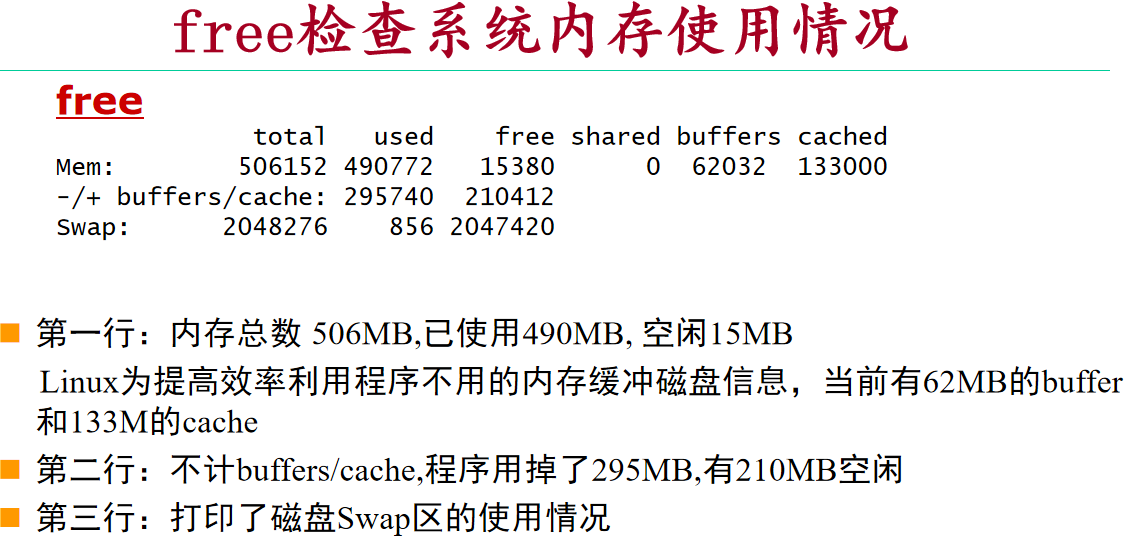 free检查系统内存使用情况
free
total used free shared buffers cached
Mem: 506152 490772 15380 0 62032 133000
-/+ buffers/cache: 295740 210412
Swap: 2048276 856 2047420
第一行：内存总数 506MB,已使用490MB, 空闲15MB
Linux为提高效率利用程序不用的内存缓冲磁盘信息，当前有62MB的buffer
和133M的cache
第二行：不计buffers/cache,程序用掉了295MB,有210MB空闲
第三行：打印了磁盘Swap区的使用情况